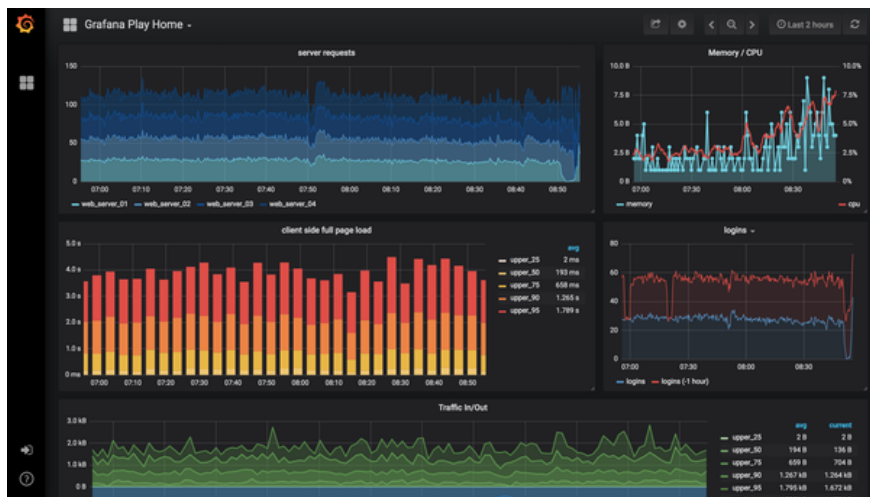 Grafana Play Home -
Last 2 hours
server requests
150
100
50
0
07:00 07:10 07:20 07:30 07:40 07:50 08:00 08:10 08:20 08:30 08:40 08:50
web_server_01 web_server_02 web_server_03 web_server_04
Memory / CPU
10.0 B 10.0%
7.5 B 7.5%
5.0 B 5.0%
2.5 B 2.5%
0 B 0%
07:00 07:30 08:00 08:30
memory cpu
client side full page load
5.0 s
4.0 s
3.0 s
2.0 s
1.0 s
0 ms
07:00 07:10 07:20 07:30 07:40 07:50 08:00 08:10 08:20 08:30 08:40 08:50
avg
upper_25 2 ms
upper_50 193 ms
upper_75 658 ms
upper_90 1.265 s
upper_95 1.789 s
logins
80
60
40
20
0
07:00 07:30 08:00 08:30
logins logins (-1 hour)
Traffic In/Out
3.0 kB
2.0 kB
1.0 kB
0 B
avg current
upper_25 2 B 2 B
upper_50 194 B 136 B
upper_75 659 B 704 B
upper_90 1.267 kB 1.264 kB
upper_95 1.795 kB 1.672 kB